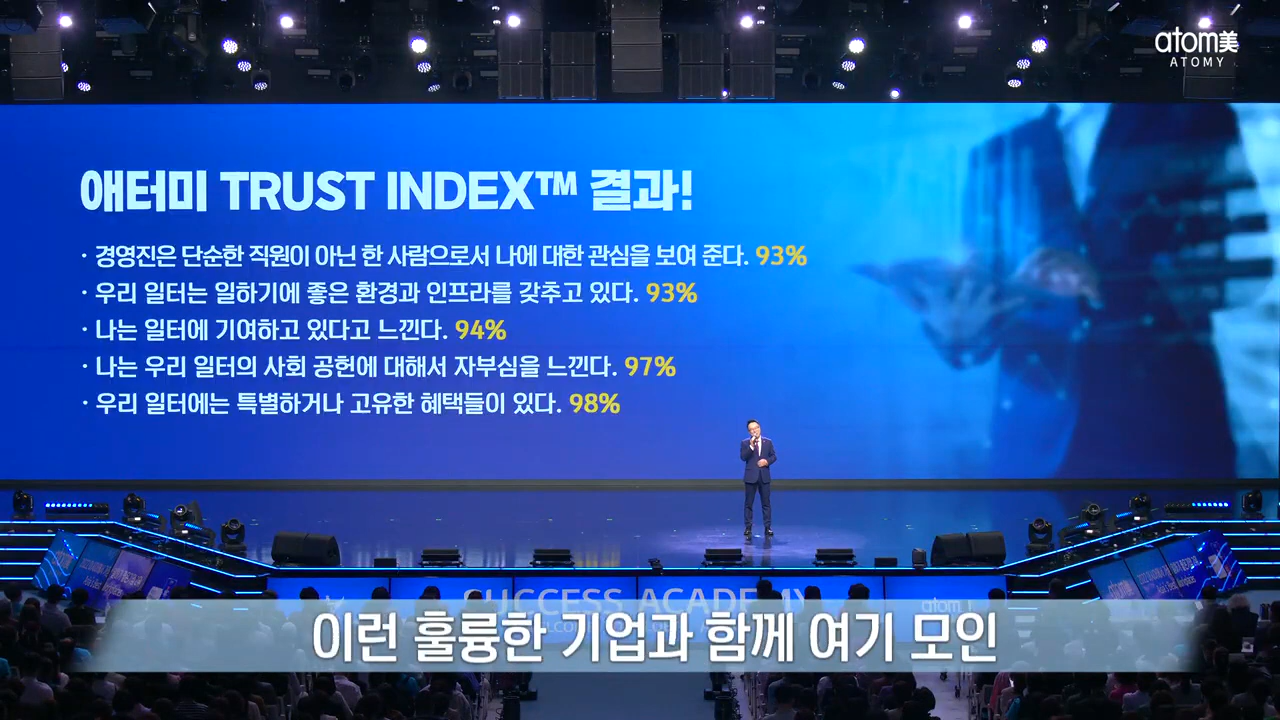 atom美
ATOMY
애터미 TRUST INDEX™ 결과!
· 경영진은 단순한 직원이 아닌 한 사람으로서 나에 대한 관심을 보여 준다. 93%
· 우리 일터는 일하기에 좋은 환경과 인프라를 갖추고 있다. 93%
· 나는 일터에 기여하고 있다고 느낀다. 94%
· 나는 우리 일터의 사회 공헌에 대해서 자부심을 느낀다. 97%
· 우리 일터에는 특별하거나 고유한 혜택들이 있다. 98%
SUCCESS ACADEMY
atom
이런 훌륭한 기업과 함께 여기 모인